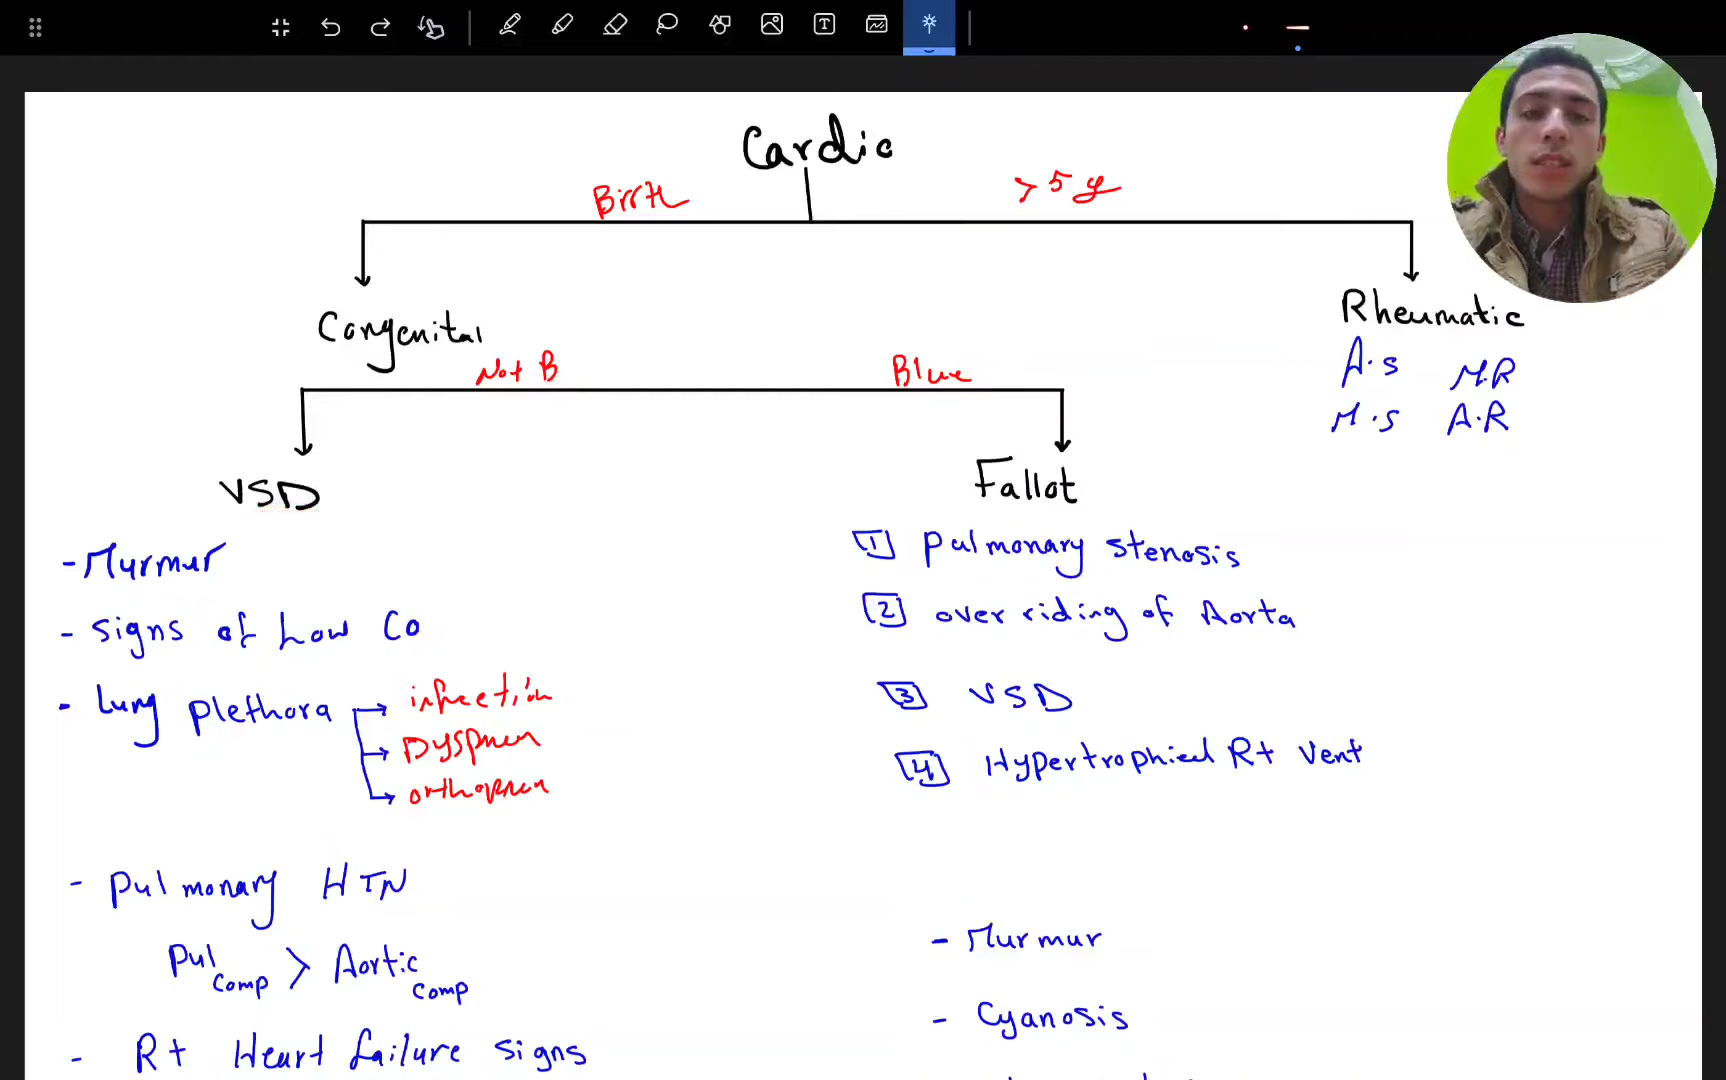 Cardic
Birth
> 5 y
Congenital
Rheumatic
A.S M.R
M.S A.R
Not B
Blue
VSD
Fallot
- Murmur
- Signs of Low CO
- Lung plethora
infection
Dyspnea
orthopnea
- Pulmonary HTN
Pul comp > Aortic comp
- Rt Heart failure signs
1 Pulmonary stenosis
2 over riding of Aorta
3 VSD
4 Hypertrophied Rt Vent
- Murmur
- Cyanosis